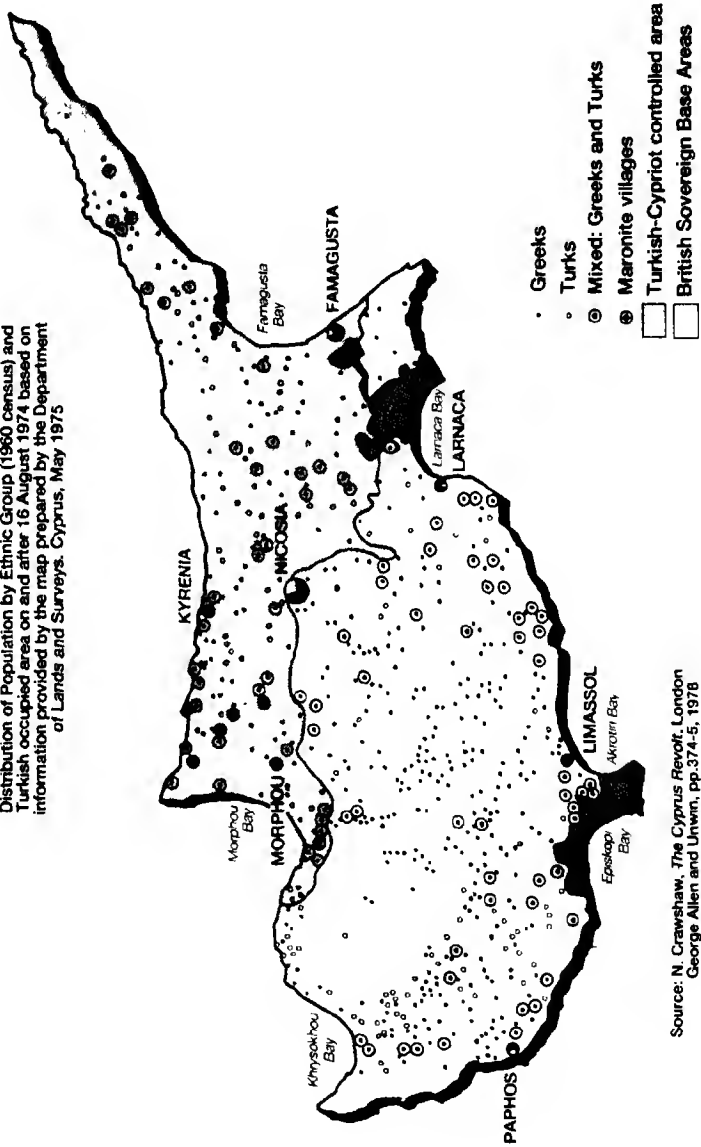 Distribution of Population by Ethnic Group (1960 census) and
Turkish occupied area on and after 16 August 1974 based on
information provided by the map prepared by the Department
of Lands and Surveys. Cyprus, May 1975
KYRENIA
Morphou
Bay
MORPHOU
NICOSIA
Famagusta
Bay
FAMAGUSTA
Khrysokhou
Bay
Larnaca Bay
LARNACA
PAPHOS
Episkopi
Bay
LIMASSOL
Akrotiri Bay
Greeks
Turks
Mixed: Greeks and Turks
Maronite villages
Turkish-Cypriot controlled area
British Sovereign Base Areas
Source: N. Crawshaw, The Cyprus Revolt, London
George Allen and Unwin, pp.374-5, 1978